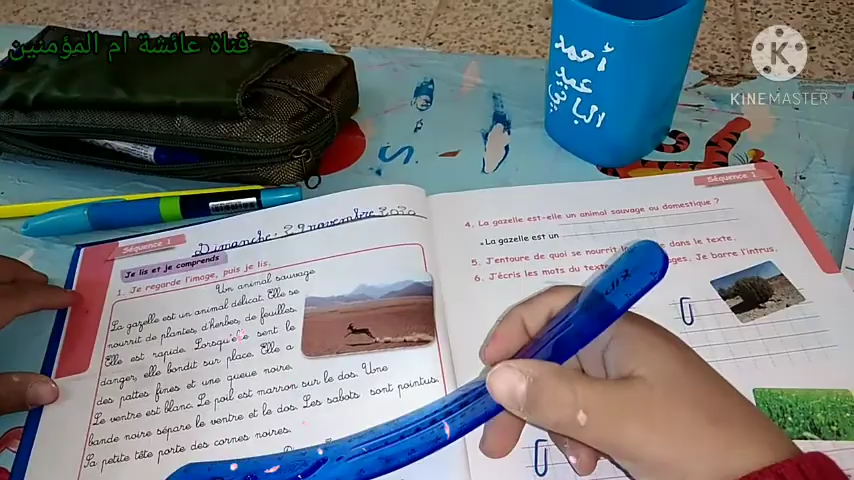 قناة عائشة ام المؤمنين
KINEMASTER
أحمد
عبد
الباقي
Séquence 1
Dimanche, 29 novembre 2020
Je lis et je comprends
1. Je regarde l'image, puis je lis.
Un animal sauvage
La gazelle est un animal délicat. Elle se
nourrit de plantes, d'herbes, de feuilles.
Elle est rapide. Lorsqu'elle sent le
danger, elle bondit sur place. Elle a
des pattes fines et une queue noire.
Le ventre est blanc. Le poil est marron sur le dos. Une
bande noire sépare le ventre et le dos. Les sabots sont pointus.
Sa petite tête porte des cornes noires.
Séquence 1
4. La gazelle est-elle un animal sauvage ou domestique ?
• La gazelle est un
5. J'entoure de quoi se nourrit la gazelle dans le texte.
6. J'écris les mots du texte images. Je barre l'intrus.